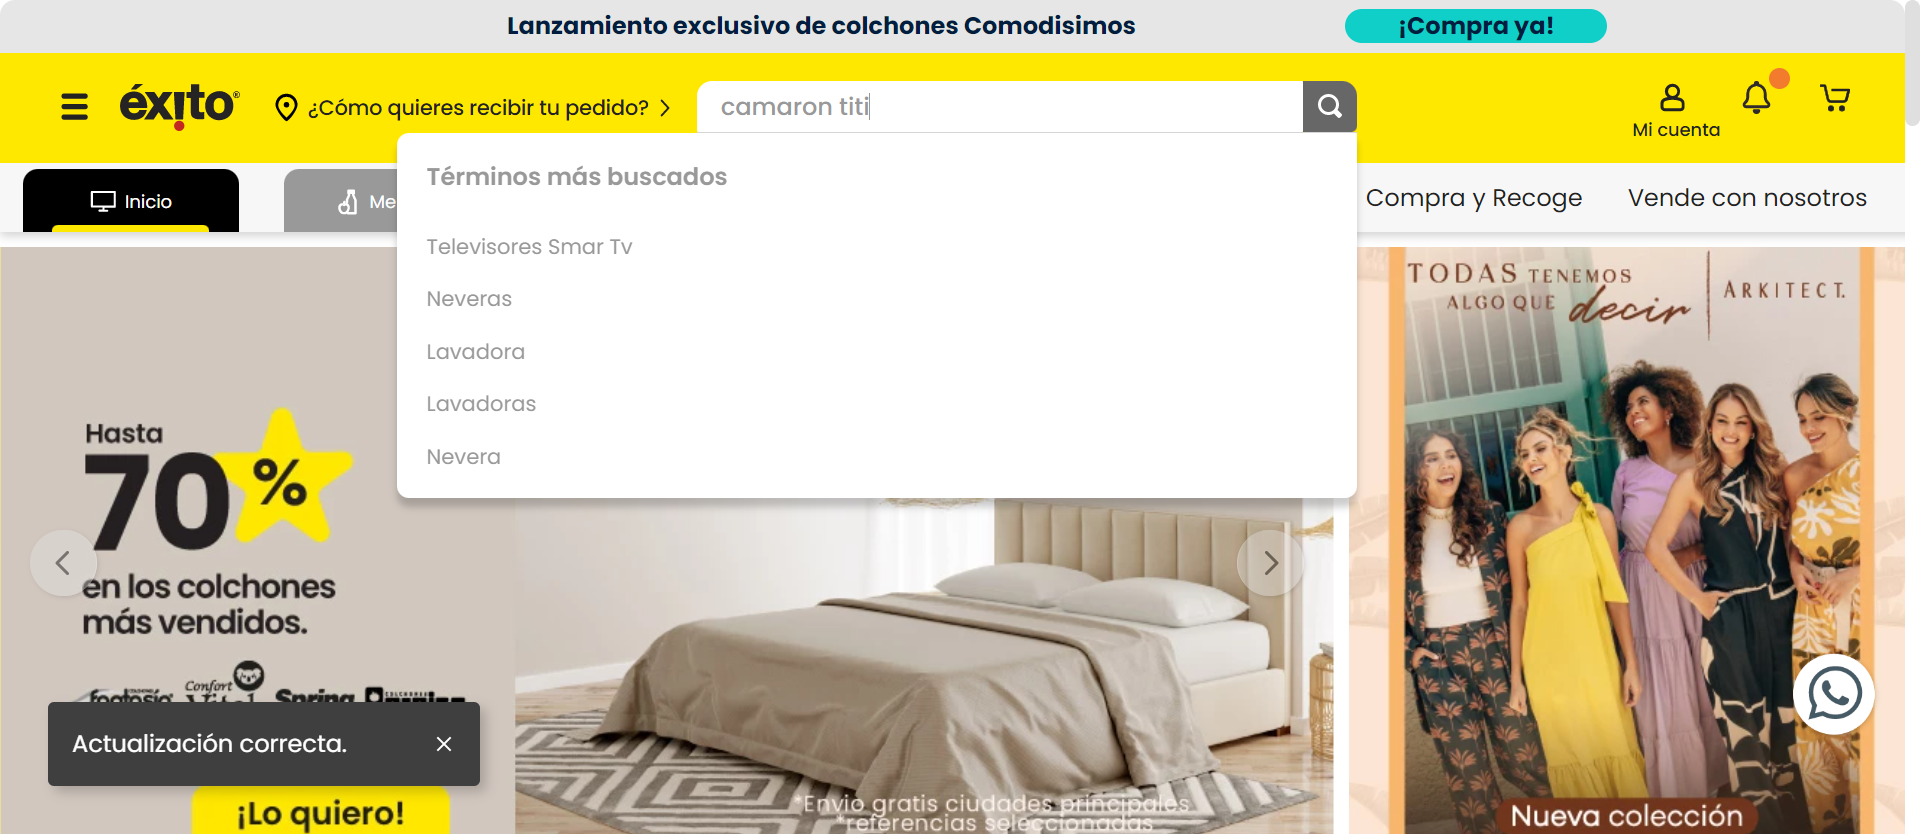 Lanzamiento exclusivo de colchones Comodisimos
¡Compra ya!
éxito
¿Cómo quieres recibir tu pedido?
camaron titi
Mi cuenta
Términos más buscados
Televisores Smar Tv
Neveras
Lavadora
Lavadoras
Nevera
Inicio
Me
Compra y Recoge
Vende con nosotros
Hasta
70%
en los colchones
más vendidos.
Confort
Spring
Actualización correcta.
¡Lo quiero!
*Envio gratis ciudades principales
*referencias seleccionadas
TODAS TENEMOS
ALGO QUE decir
ARKITECT.
Nueva colección